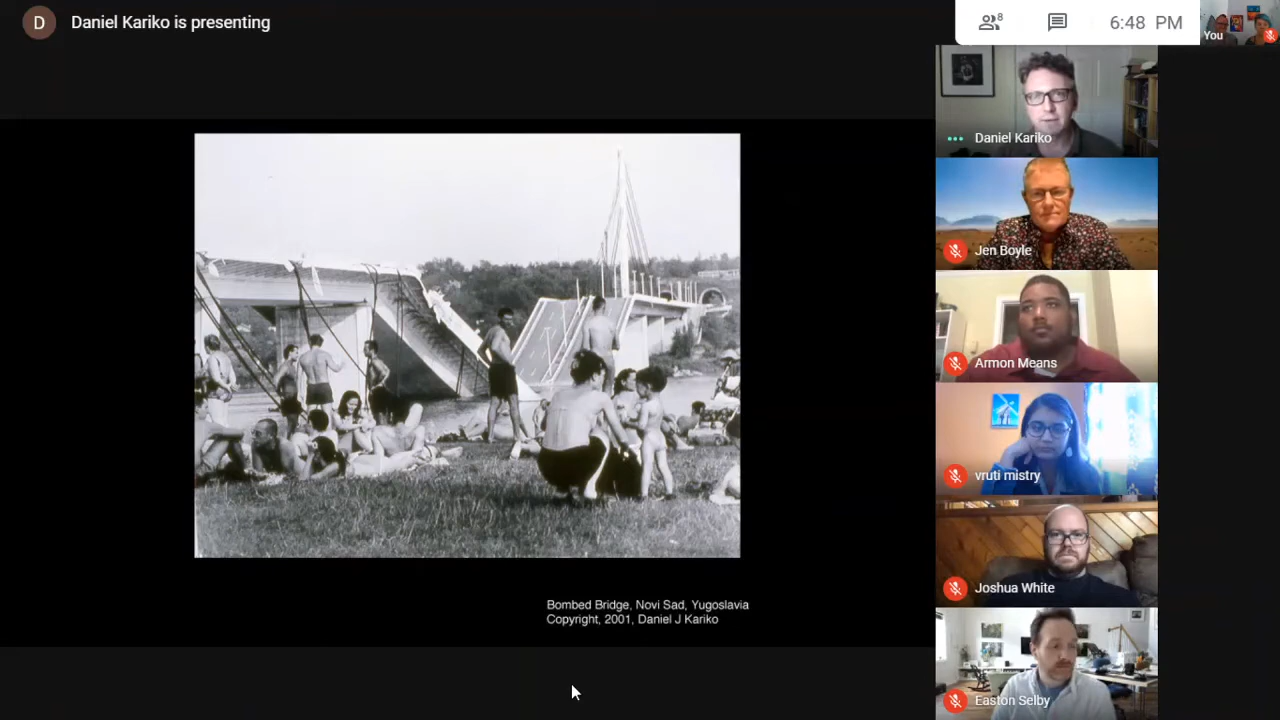 D
Daniel Kariko is presenting
8
6:48 PM
You
Daniel Kariko
Jen Boyle
Armon Means
vruti mistry
Joshua White
Easton Selby
Bombed Bridge, Novi Sad, Yugoslavia
Copyright, 2001, Daniel J Kariko